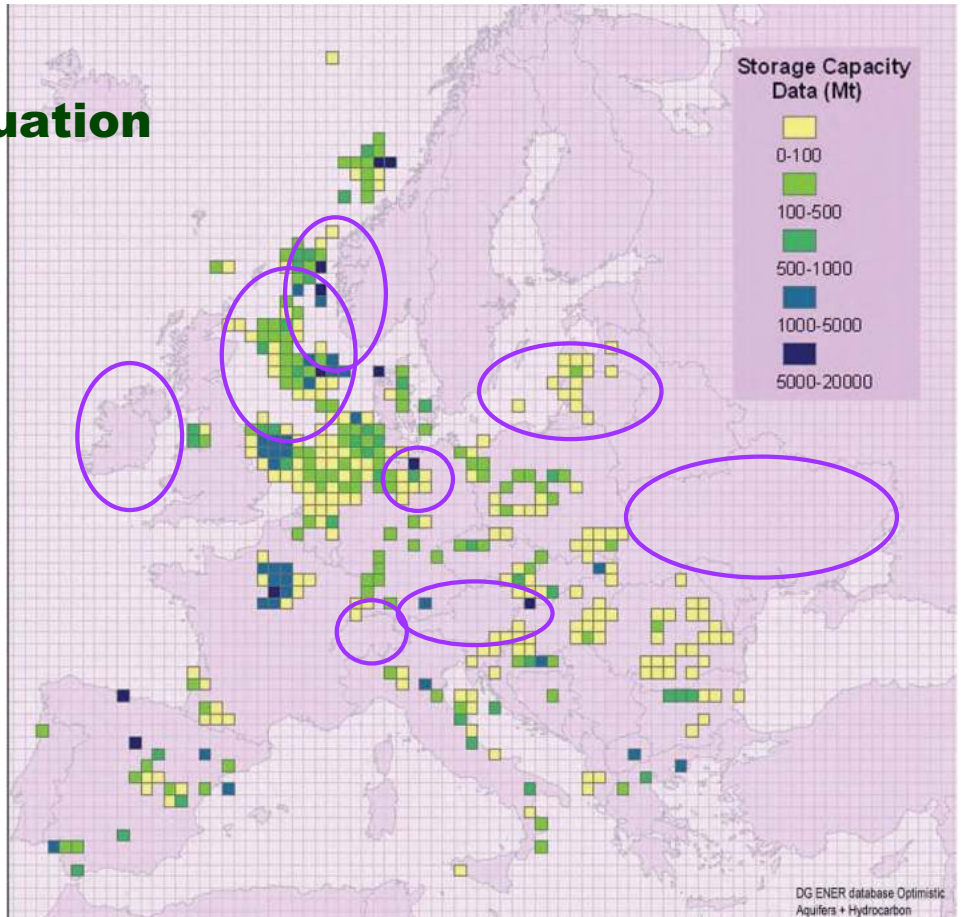 uation
Storage Capacity
Data (Mt)
0-100
100-500
500-1000
1000-5000
5000-20000
DG ENER database Optimistic
Aquifers + Hydrocarbon